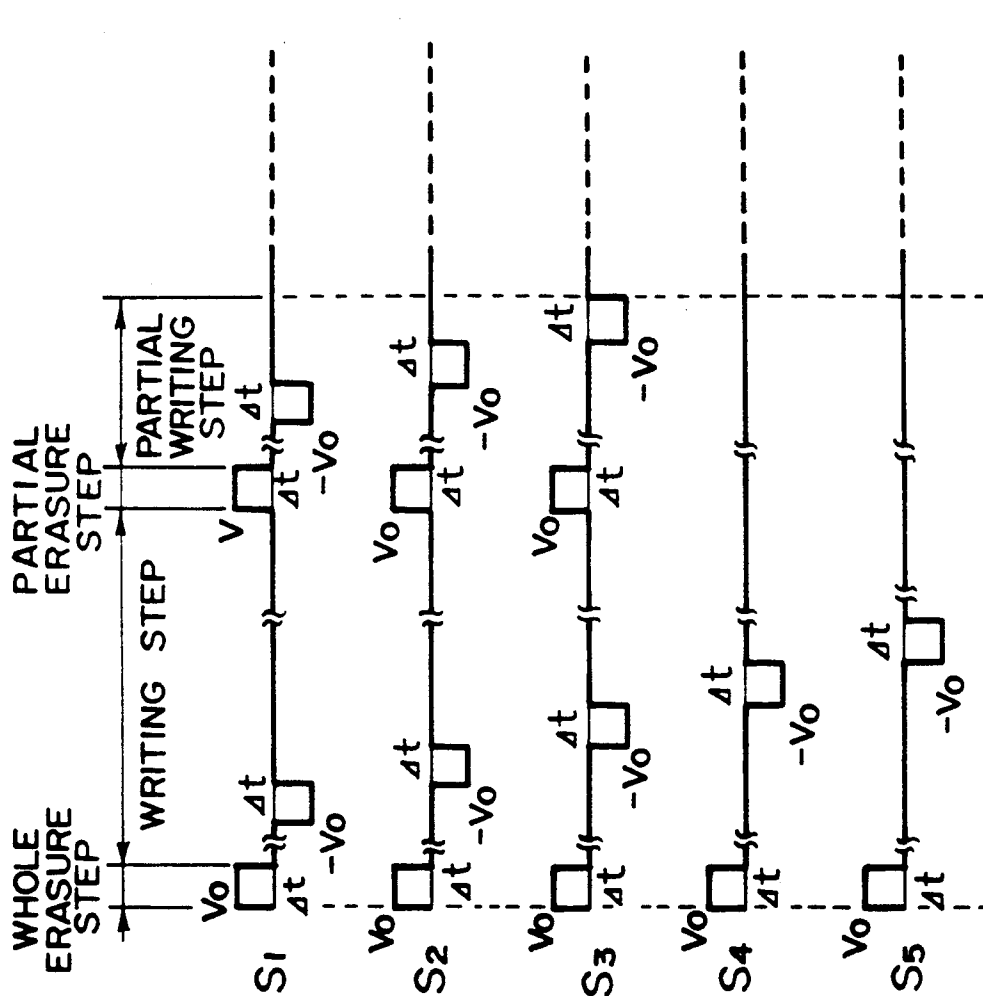 WHOLE
ERASURE
STEP
WRITING STEP
PARTIAL
ERASURE
STEP
PARTIAL
WRITING
STEP
S1 Vo Δt -Vo Δt V Δt -Vo Δt
S2 Vo Δt -Vo Δt Vo Δt -Vo Δt
S3 Vo Δt -Vo Δt Vo Δt -Vo Δt
S4 Vo Δt -Vo Δt
S5 Vo Δt -Vo Δt